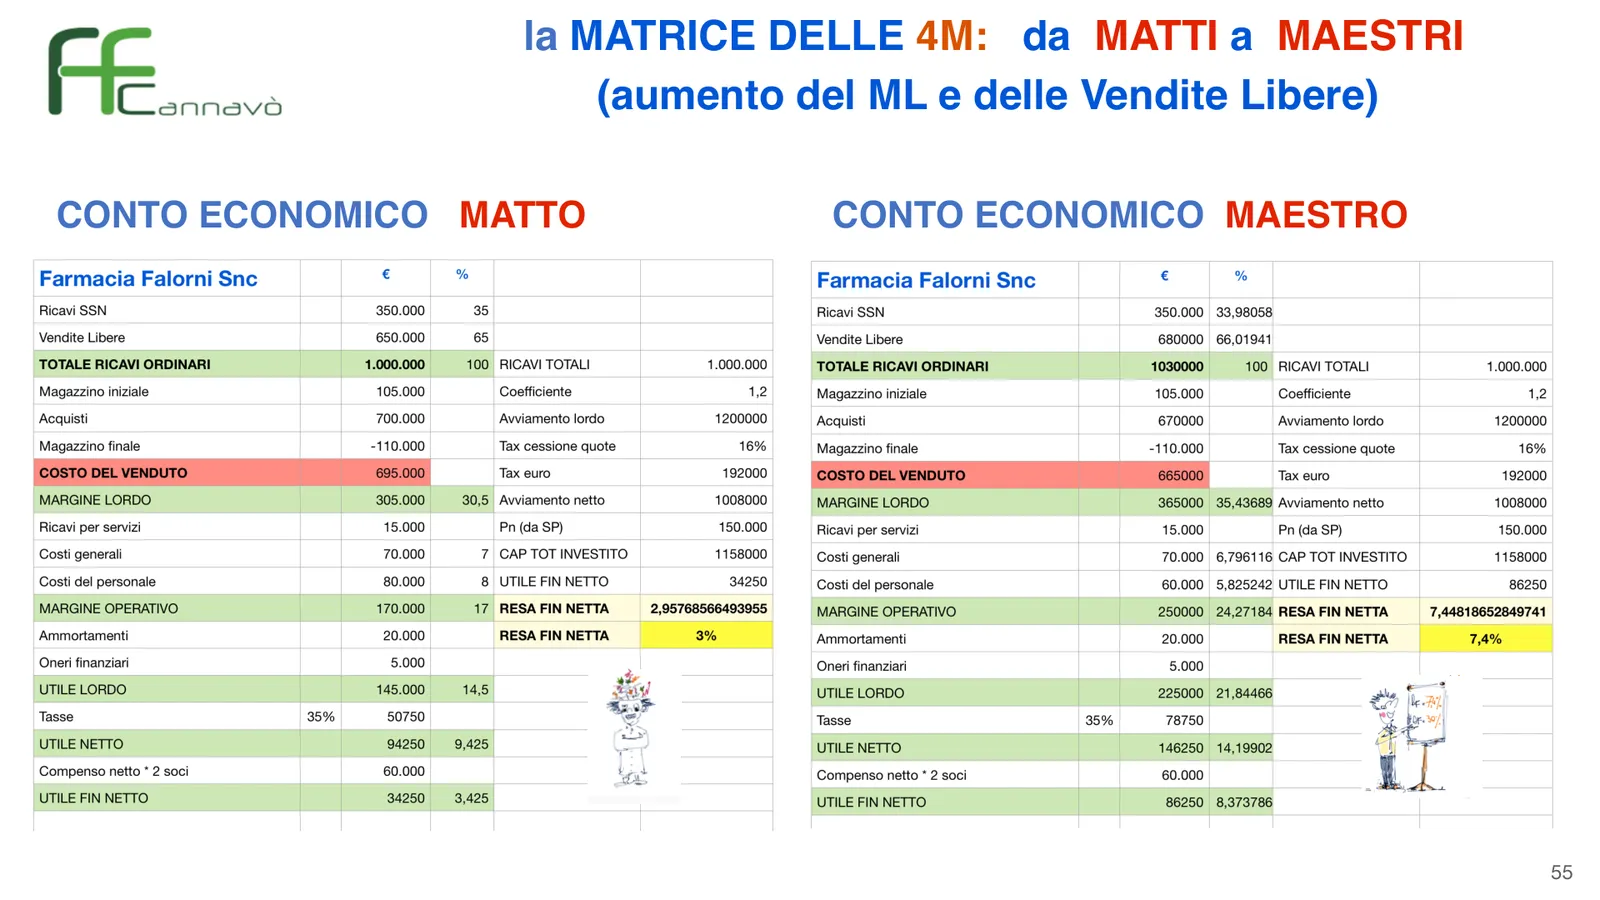 FFC annavò
la MATRICE DELLE 4M: da MATTI a MAESTRI
(aumento del ML e delle Vendite Libere)
CONTO ECONOMICO MATTO
Farmacia Falorni Snc € %
Ricavi SSN 350.000 35
Vendite Libere 650.000 65
TOTALE RICAVI ORDINARI 1.000.000 100 RICAVI TOTALI 1.000.000
Magazzino iniziale 105.000 Coefficiente 1,2
Acquisti 700.000 Avviamento lordo 1200000
Magazzino finale -110.000 Tax cessione quote 16%
COSTO DEL VENDUTO 695.000 Tax euro 192000
MARGINE LORDO 305.000 30,5 Avviamento netto 1008000
Ricavi per servizi 15.000 Pn (da SP) 150.000
Costi generali 70.000 7 CAP TOT INVESTITO 1158000
Costi del personale 80.000 8 UTILE FIN NETTO 34250
MARGINE OPERATIVO 170.000 17 RESA FIN NETTA 2,95768566493955
Ammortamenti 20.000 RESA FIN NETTA 3%
Oneri finanziari 5.000
UTILE LORDO 145.000 14,5
Tasse 35% 50750
UTILE NETTO 94250 9,425
Compenso netto * 2 soci 60.000
UTILE FIN NETTO 34250 3,425
CONTO ECONOMICO MAESTRO
Farmacia Falorni Snc € %
Ricavi SSN 350.000 33,98058
Vendite Libere 680000 66,01941
TOTALE RICAVI ORDINARI 1030000 100 RICAVI TOTALI 1.000.000
Magazzino iniziale 105.000 Coefficiente 1,2
Acquisti 670000 Avviamento lordo 1200000
Magazzino finale -110.000 Tax cessione quote 16%
COSTO DEL VENDUTO 665000 Tax euro 192000
MARGINE LORDO 365000 35,43689 Avviamento netto 1008000
Ricavi per servizi 15.000 Pn (da SP) 150.000
Costi generali 70.000 6,796116 CAP TOT INVESTITO 1158000
Costi del personale 60.000 5,825242 UTILE FIN NETTO 86250
MARGINE OPERATIVO 250000 24,27184 RESA FIN NETTA 7,44818652849741
Ammortamenti 20.000 RESA FIN NETTA 7,4%
Oneri finanziari 5.000
UTILE LORDO 225000 21,84466
Tasse 35% 78750
UTILE NETTO 146250 14,19902
Compenso netto * 2 soci 60.000
UTILE FIN NETTO 86250 8,373786
55